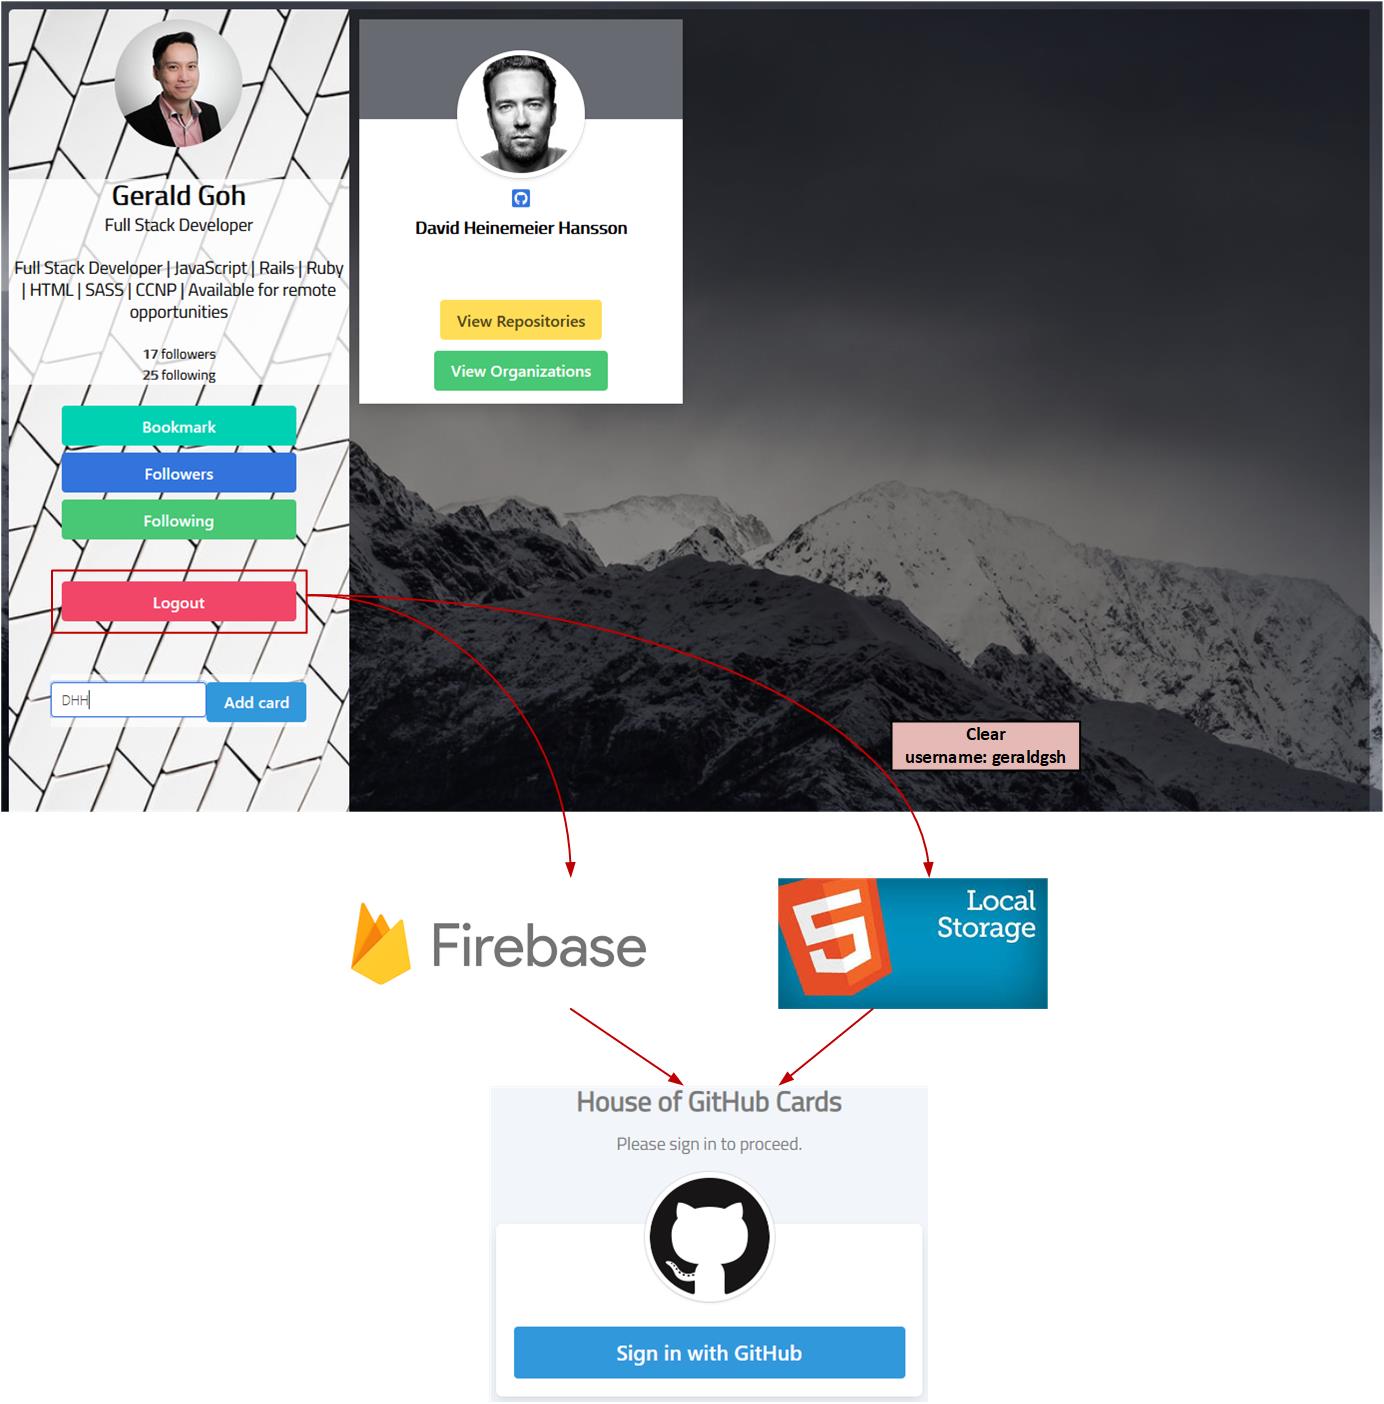 Gerald Goh
Full Stack Developer
Full Stack Developer | JavaScript | Rails | Ruby
| HTML | SASS | CCNP | Available for remote
opportunities
17 followers
25 following
Bookmark
Followers
Following
Logout
DHH
Add card
David Heinemeier Hansson
View Repositories
View Organizations
Clear
username: geraldgsh
Firebase
Local
Storage
House of GitHub Cards
Please sign in to proceed.
Sign in with GitHub